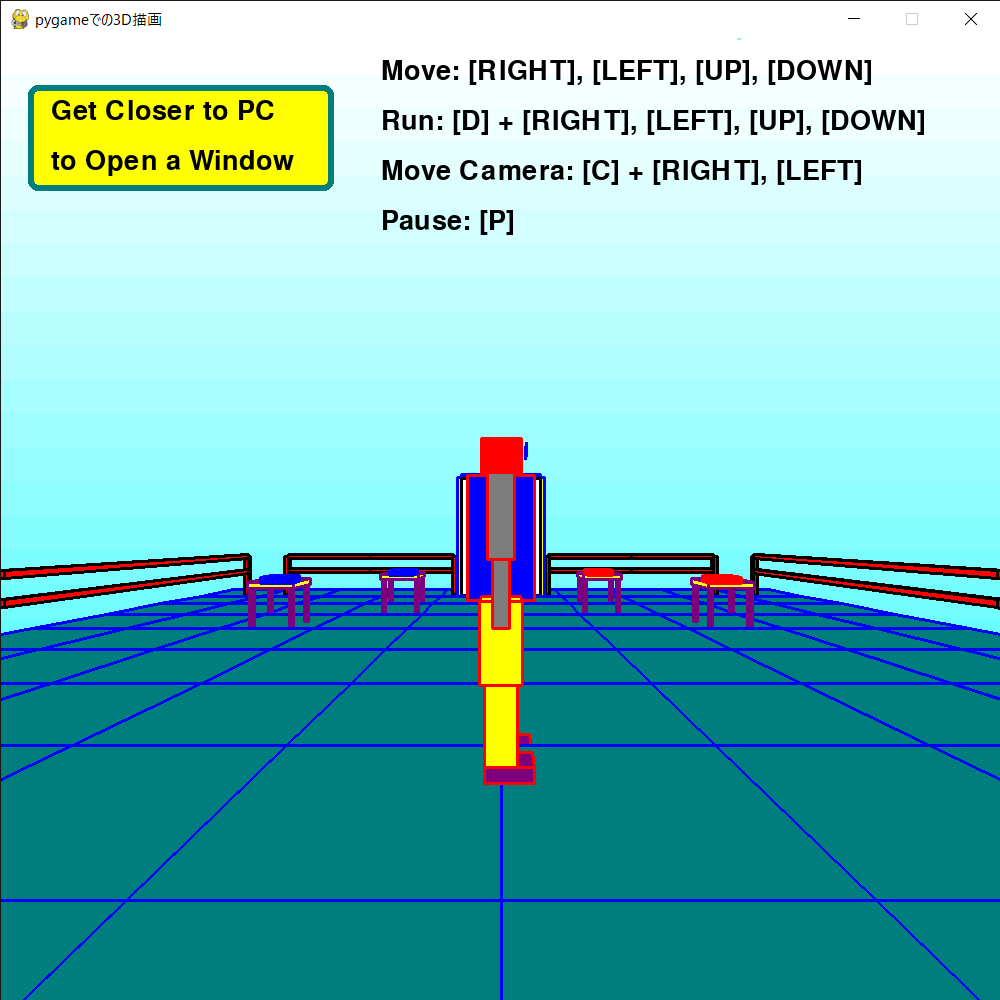 pygameでの3D描画
Get Closer to PC
to Open a Window
Move: [RIGHT], [LEFT], [UP], [DOWN]
Run: [D] + [RIGHT], [LEFT], [UP], [DOWN]
Move Camera: [C] + [RIGHT], [LEFT]
Pause: [P]